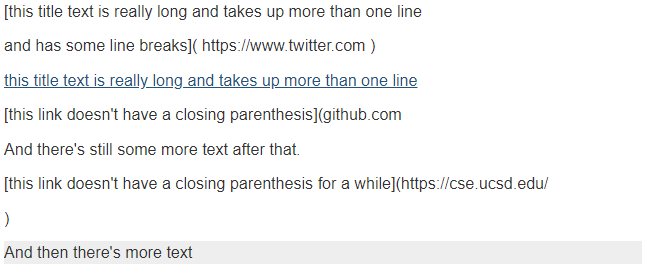 [this title text is really long and takes up more than one line
and has some line breaks]( https://www.twitter.com )
this title text is really long and takes up more than one line
[this link doesn't have a closing parenthesis](github.com
And there's still some more text after that.
[this link doesn't have a closing parenthesis for a while](https://cse.ucsd.edu/
)
And then there's more text